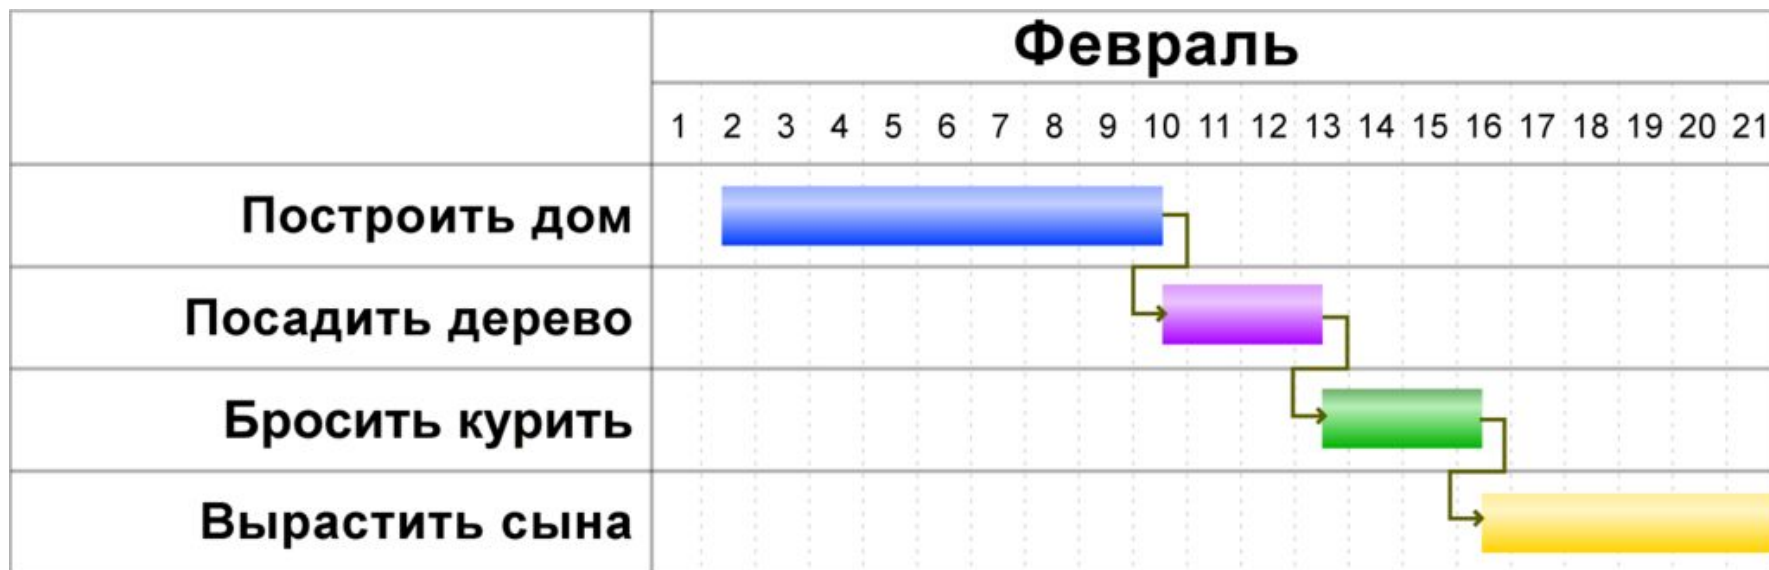 Февраль
1 2 3 4 5 6 7 8 9 10 11 12 13 14 15 16 17 18 19 20 21
Построить дом
Посадить дерево
Бросить курить
Вырастить сына